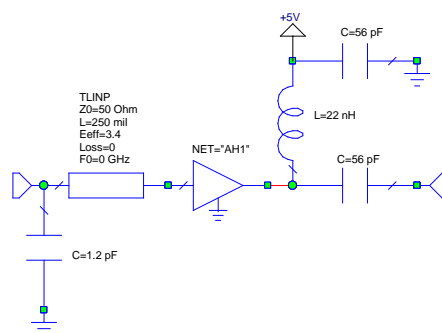 +5V
C=56 pF
TLINP
Z0=50 Ohm
L=250 mil
Eeff=3.4
Loss=0
F0=0 GHz
L=22 nH
NET="AH1"
C=56 pF
C=1.2 pF